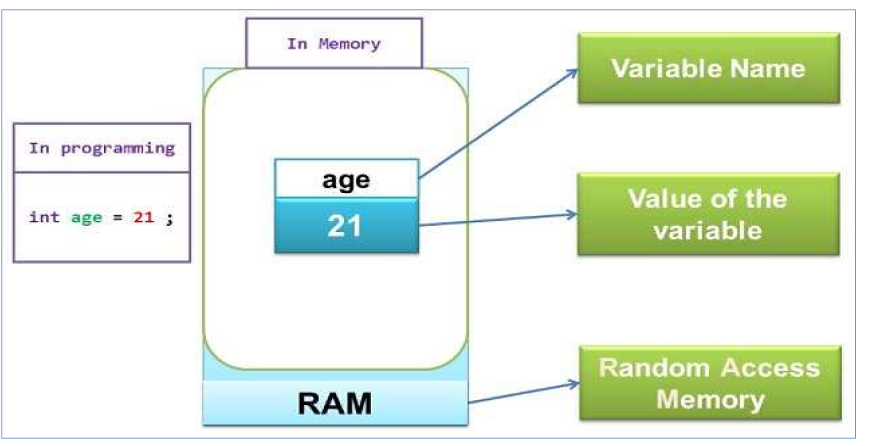 In Memory
In programming
int age = 21 ;
age
21
RAM
Variable Name
Value of the
variable
Random Access
Memory